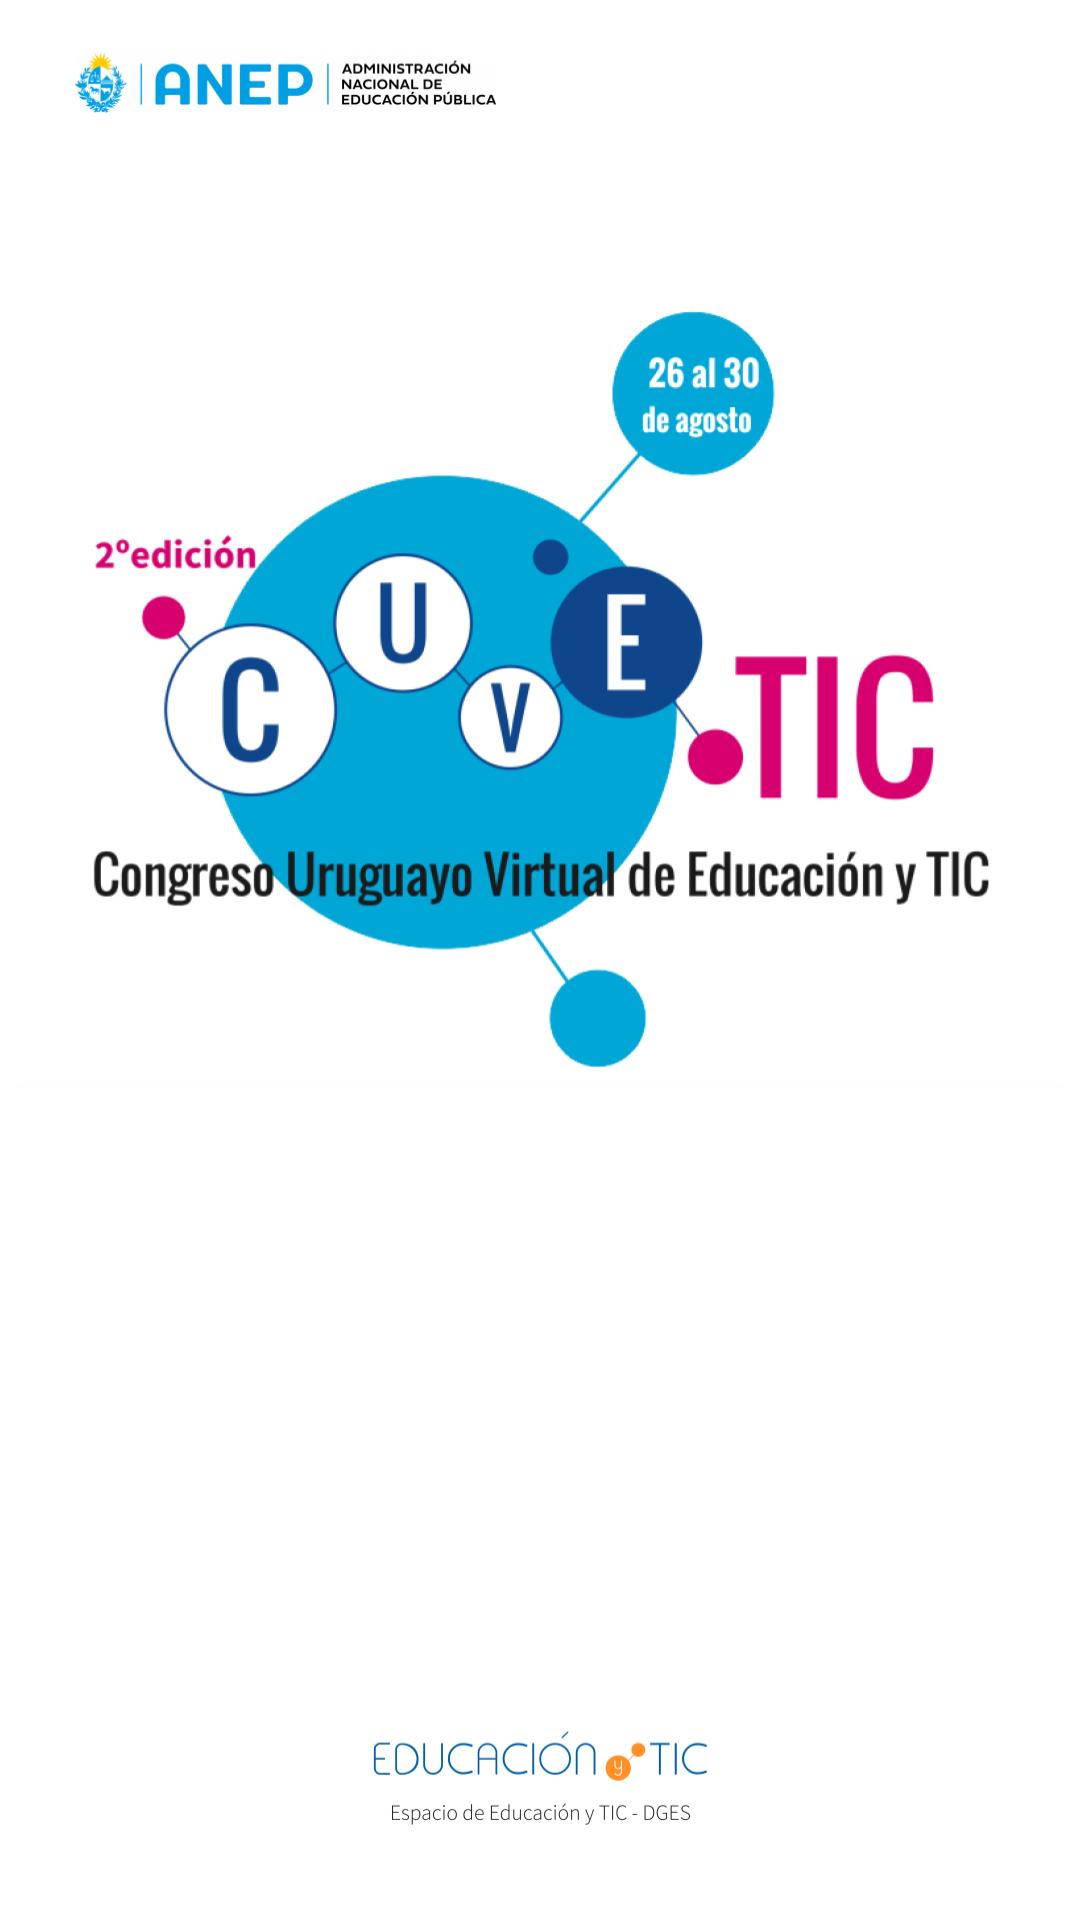 ANEP
ADMINISTRACIÓN
NACIONAL DE
EDUCACIÓN PÚBLICA
26 al 30
de agosto
2ºedición
CUVE
TIC
Congreso Uruguayo Virtual de Educación y TIC
EDUCACIÓN y TIC
Espacio de Educación y TIC - DGES